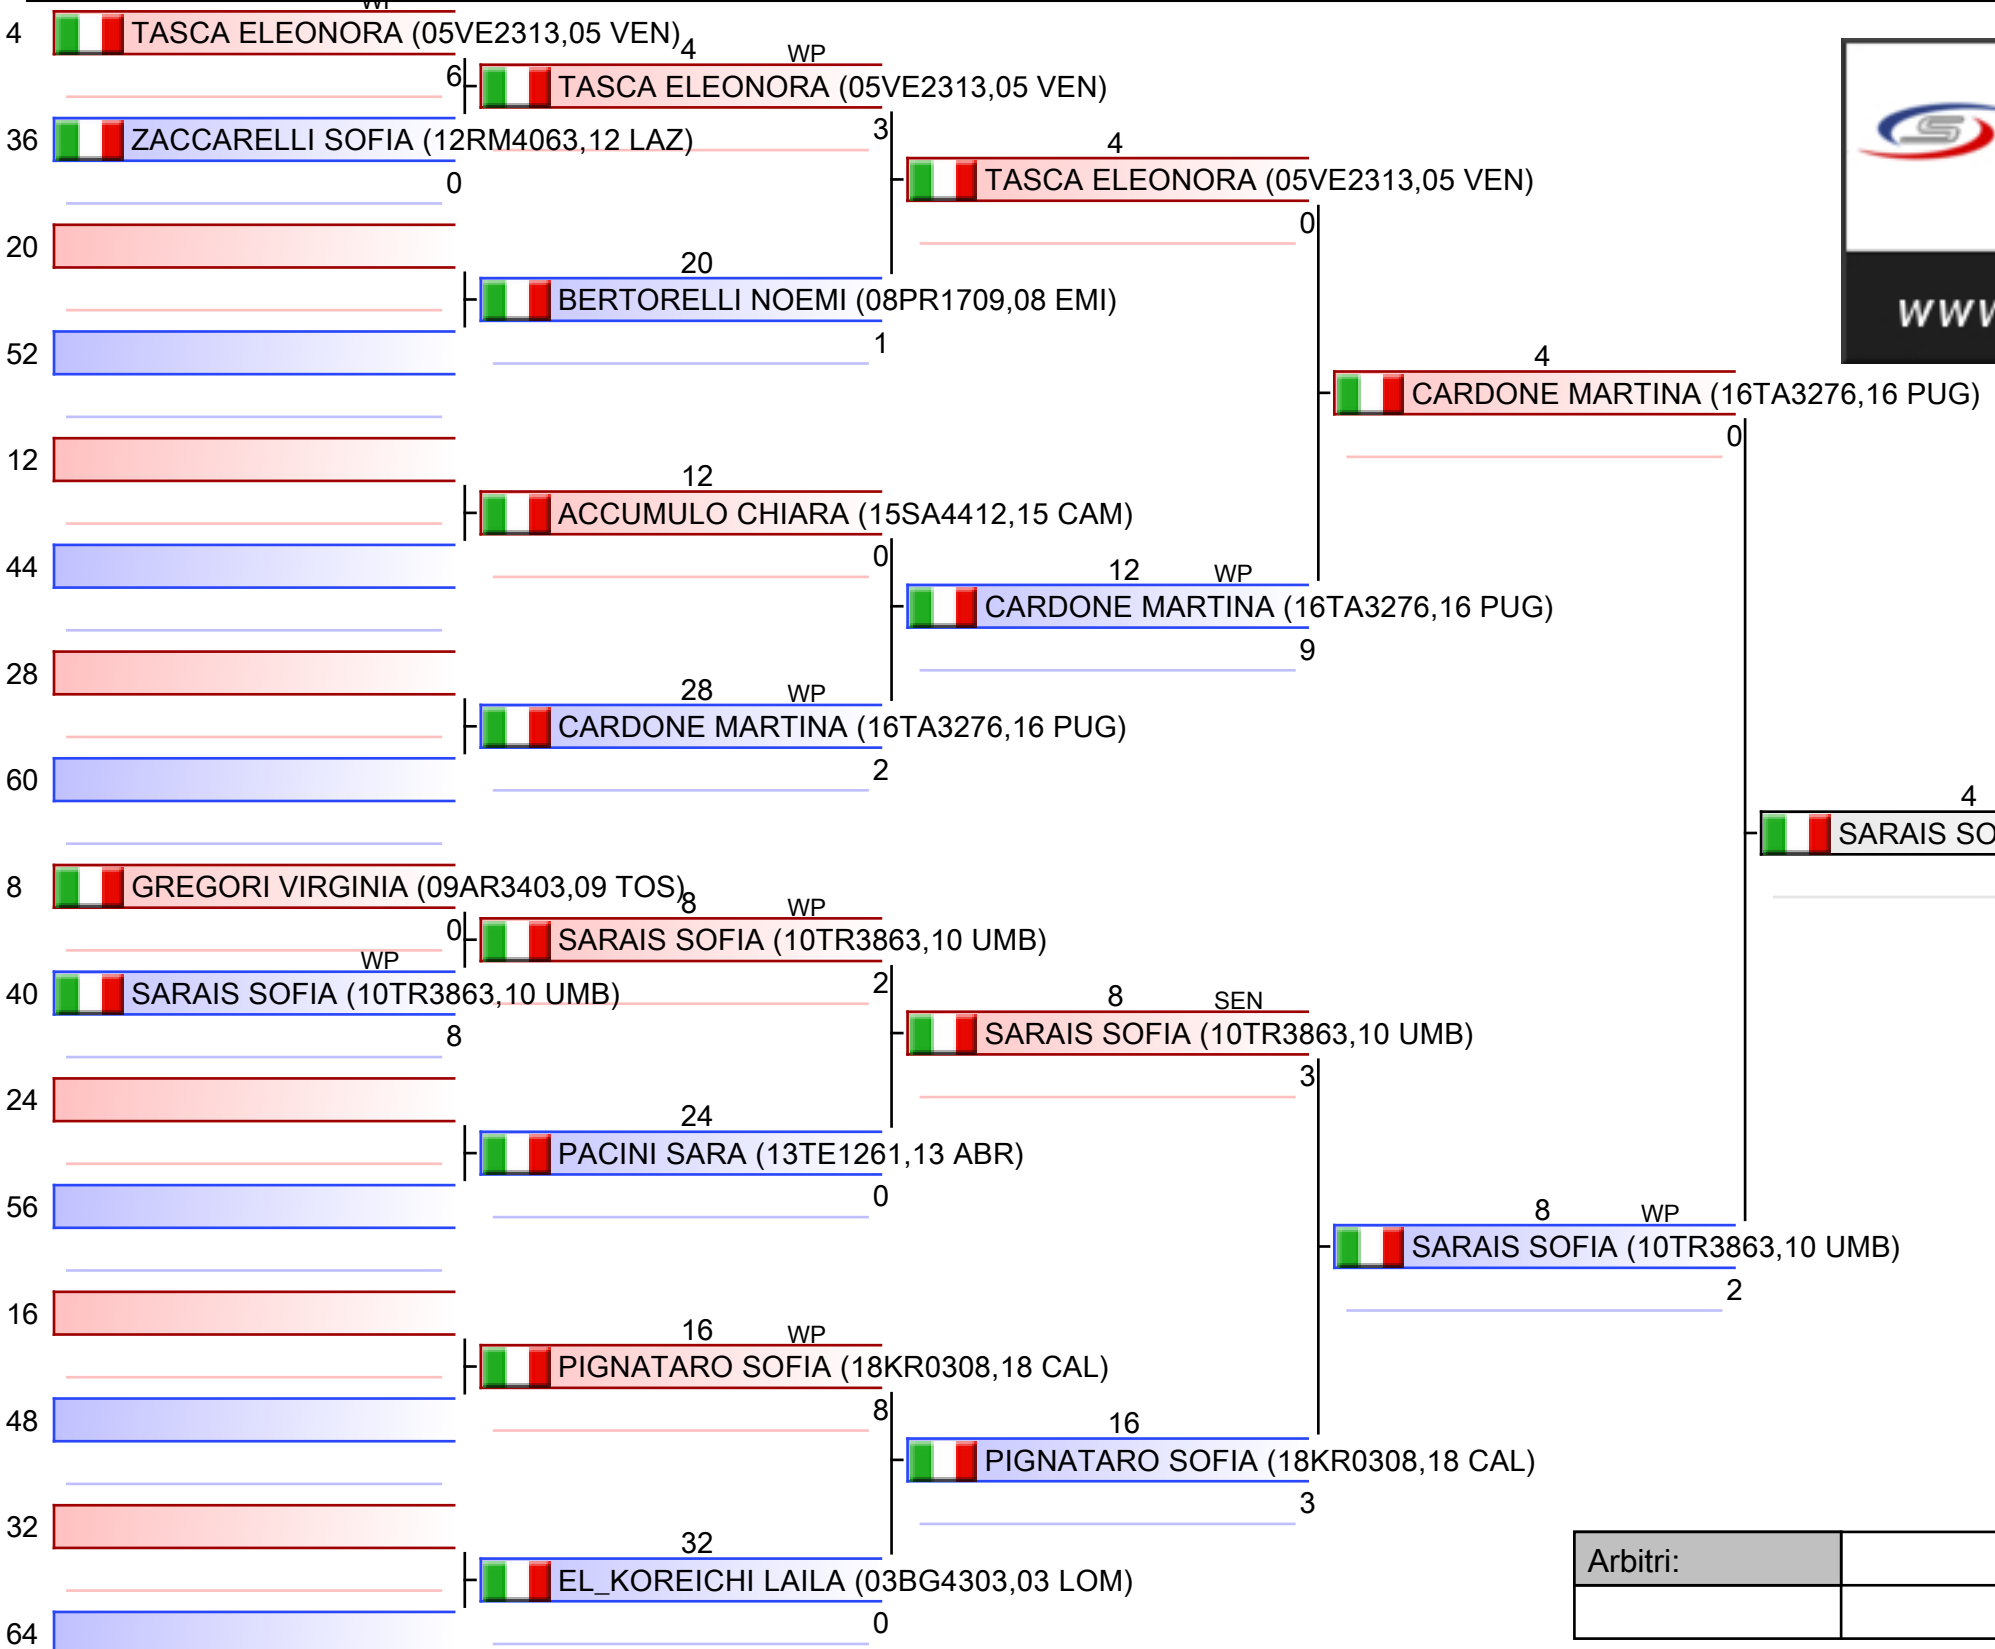 WP
4 TASCA ELEONORA (05VE2313,05 VEN)
6
4 WP
TASCA ELEONORA (05VE2313,05 VEN)
3
36 ZACCARELLI SOFIA (12RM4063,12 LAZ)
0
4
TASCA ELEONORA (05VE2313,05 VEN)
0
20
20
BERTORELLI NOEMI (08PR1709,08 EMI)
1
52
4
CARDONE MARTINA (16TA3276,16 PUG)
0
12
12
ACCUMULO CHIARA (15SA4412,15 CAM)
0
44
12 WP
CARDONE MARTINA (16TA3276,16 PUG)
9
28
28 WP
CARDONE MARTINA (16TA3276,16 PUG)
2
60
4
SARAIS SO
8 GREGORI VIRGINIA (09AR3403,09 TOS)
0
8 WP
SARAIS SOFIA (10TR3863,10 UMB)
2
WP
40 SARAIS SOFIA (10TR3863,10 UMB)
8
8 SEN
SARAIS SOFIA (10TR3863,10 UMB)
3
24
24
PACINI SARA (13TE1261,13 ABR)
0
56
8 WP
SARAIS SOFIA (10TR3863,10 UMB)
2
16
16 WP
PIGNATARO SOFIA (18KR0308,18 CAL)
8
48
16
PIGNATARO SOFIA (18KR0308,18 CAL)
3
32
32
EL_KOREICHI LAILA (03BG4303,03 LOM)
0
64
Arbitri: